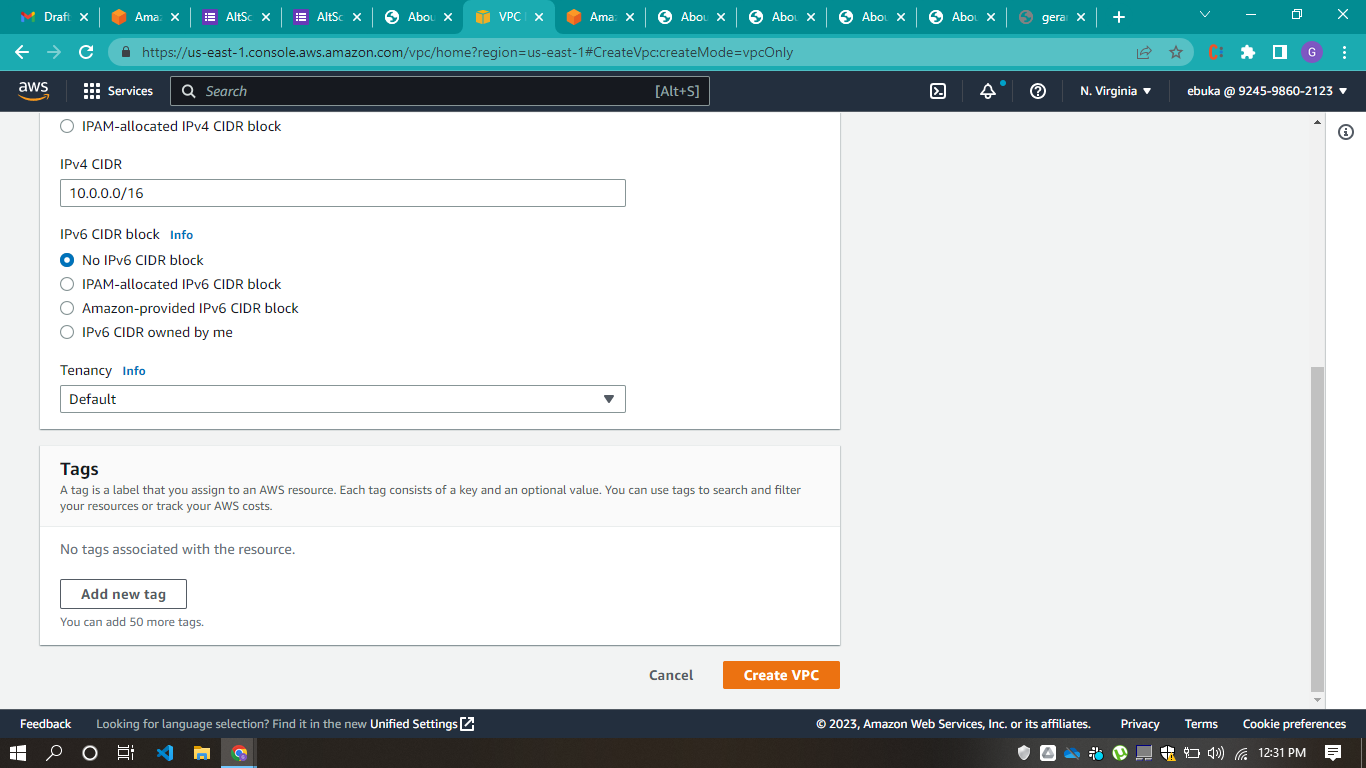 Draft Amaz AltSc AltSc Abou VPC Amaz Abou Abou Abou Abou geran
https://us-east-1.console.aws.amazon.com/vpc/home?region=us-east-1#CreateVpc:createMode=vpcOnly G
aws Services Search [Alt+S] N. Virginia ebuka @ 9245-9860-2123
IPAM-allocated IPv4 CIDR block
IPv4 CIDR
10.0.0.0/16
IPv6 CIDR block Info
No IPv6 CIDR block
IPAM-allocated IPv6 CIDR block
Amazon-provided IPv6 CIDR block
IPv6 CIDR owned by me
Tenancy Info
Default
Tags
A tag is a label that you assign to an AWS resource. Each tag consists of a key and an optional value. You can use tags to search and filter
your resources or track your AWS costs.
No tags associated with the resource.
Add new tag
You can add 50 more tags.
Cancel Create VPC
Feedback Looking for language selection? Find it in the new Unified Settings © 2023, Amazon Web Services, Inc. or its affiliates. Privacy Terms Cookie preferences
12:31 PM